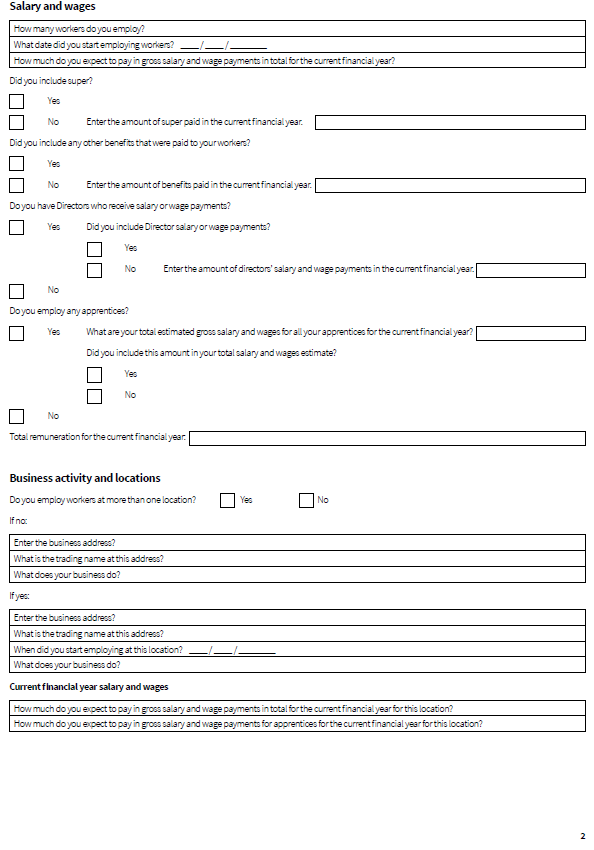 Salary and wages
How many workers do you employ?
What date did you start employing workers? ___/___/______
How much do you expect to pay in gross salary and wage payments in total for the current financial year?
Did you include super?
Yes
No Enter the amount of super paid in the current financial year.
Did you include any other benefits that were paid to your workers?
Yes
No Enter the amount of benefits paid in the current financial year.
Do you have Directors who receive salary or wage payments?
Yes Did you include Director salary or wage payments?
Yes
No Enter the amount of directors' salary and wage payments in the current financial year.
No
Do you employ any apprentices?
Yes What are your total estimated gross salary and wages for all your apprentices for the current financial year?
Did you include this amount in your total salary and wages estimate?
Yes
No
No
Total remuneration for the current financial year:
Business activity and locations
Do you employ workers at more than one location? Yes No
If no:
Enter the business address?
What is the trading name at this address?
What does your business do?
If yes:
Enter the business address?
What is the trading name at this address?
When did you start employing at this location? ___/___/______
What does your business do?
Current financial year salary and wages
How much do you expect to pay in gross salary and wage payments in total for the current financial year for this location?
How much do you expect to pay in gross salary and wage payments for apprentices for the current financial year for this location?
2